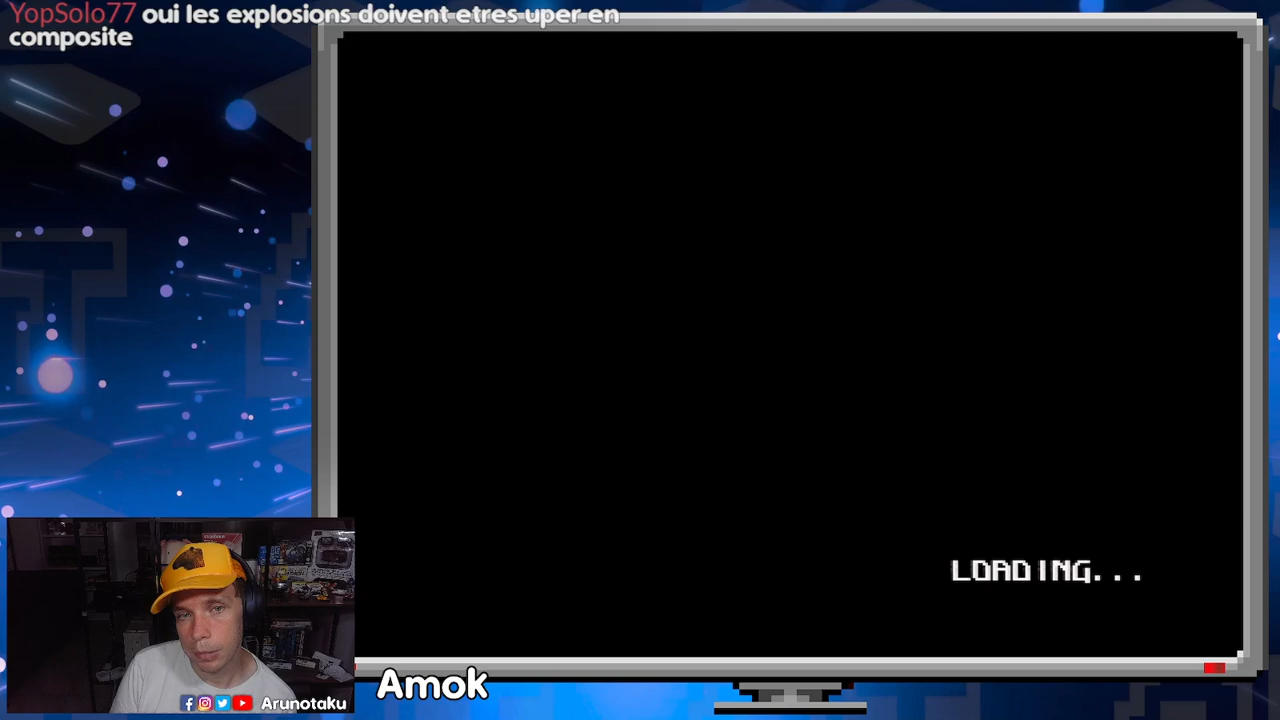 YopSolo77 oui les explosions doivent etres uper en
composite
LOADING...
Arunotaku
Amok